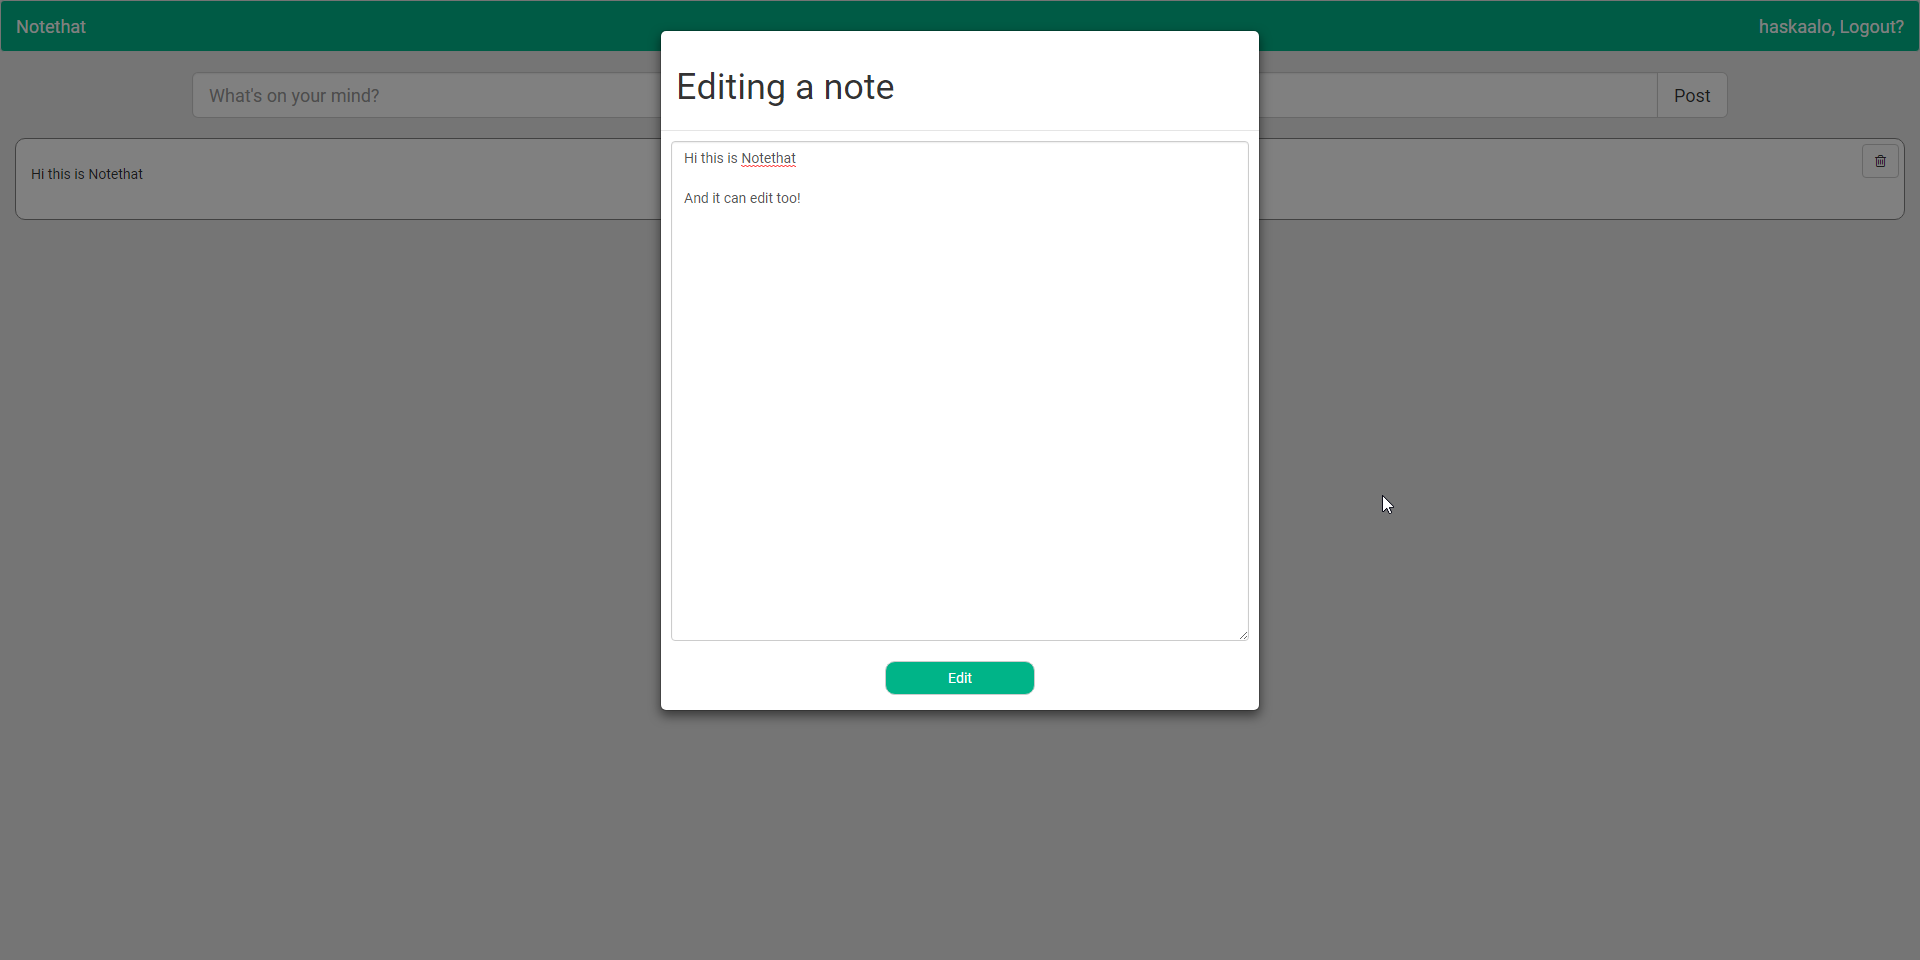 Notethat
haskaalo, Logout?
What's on your mind?
Post
Hi this is Notethat
Editing a note
Hi this is Notethat
And it can edit too!
Edit